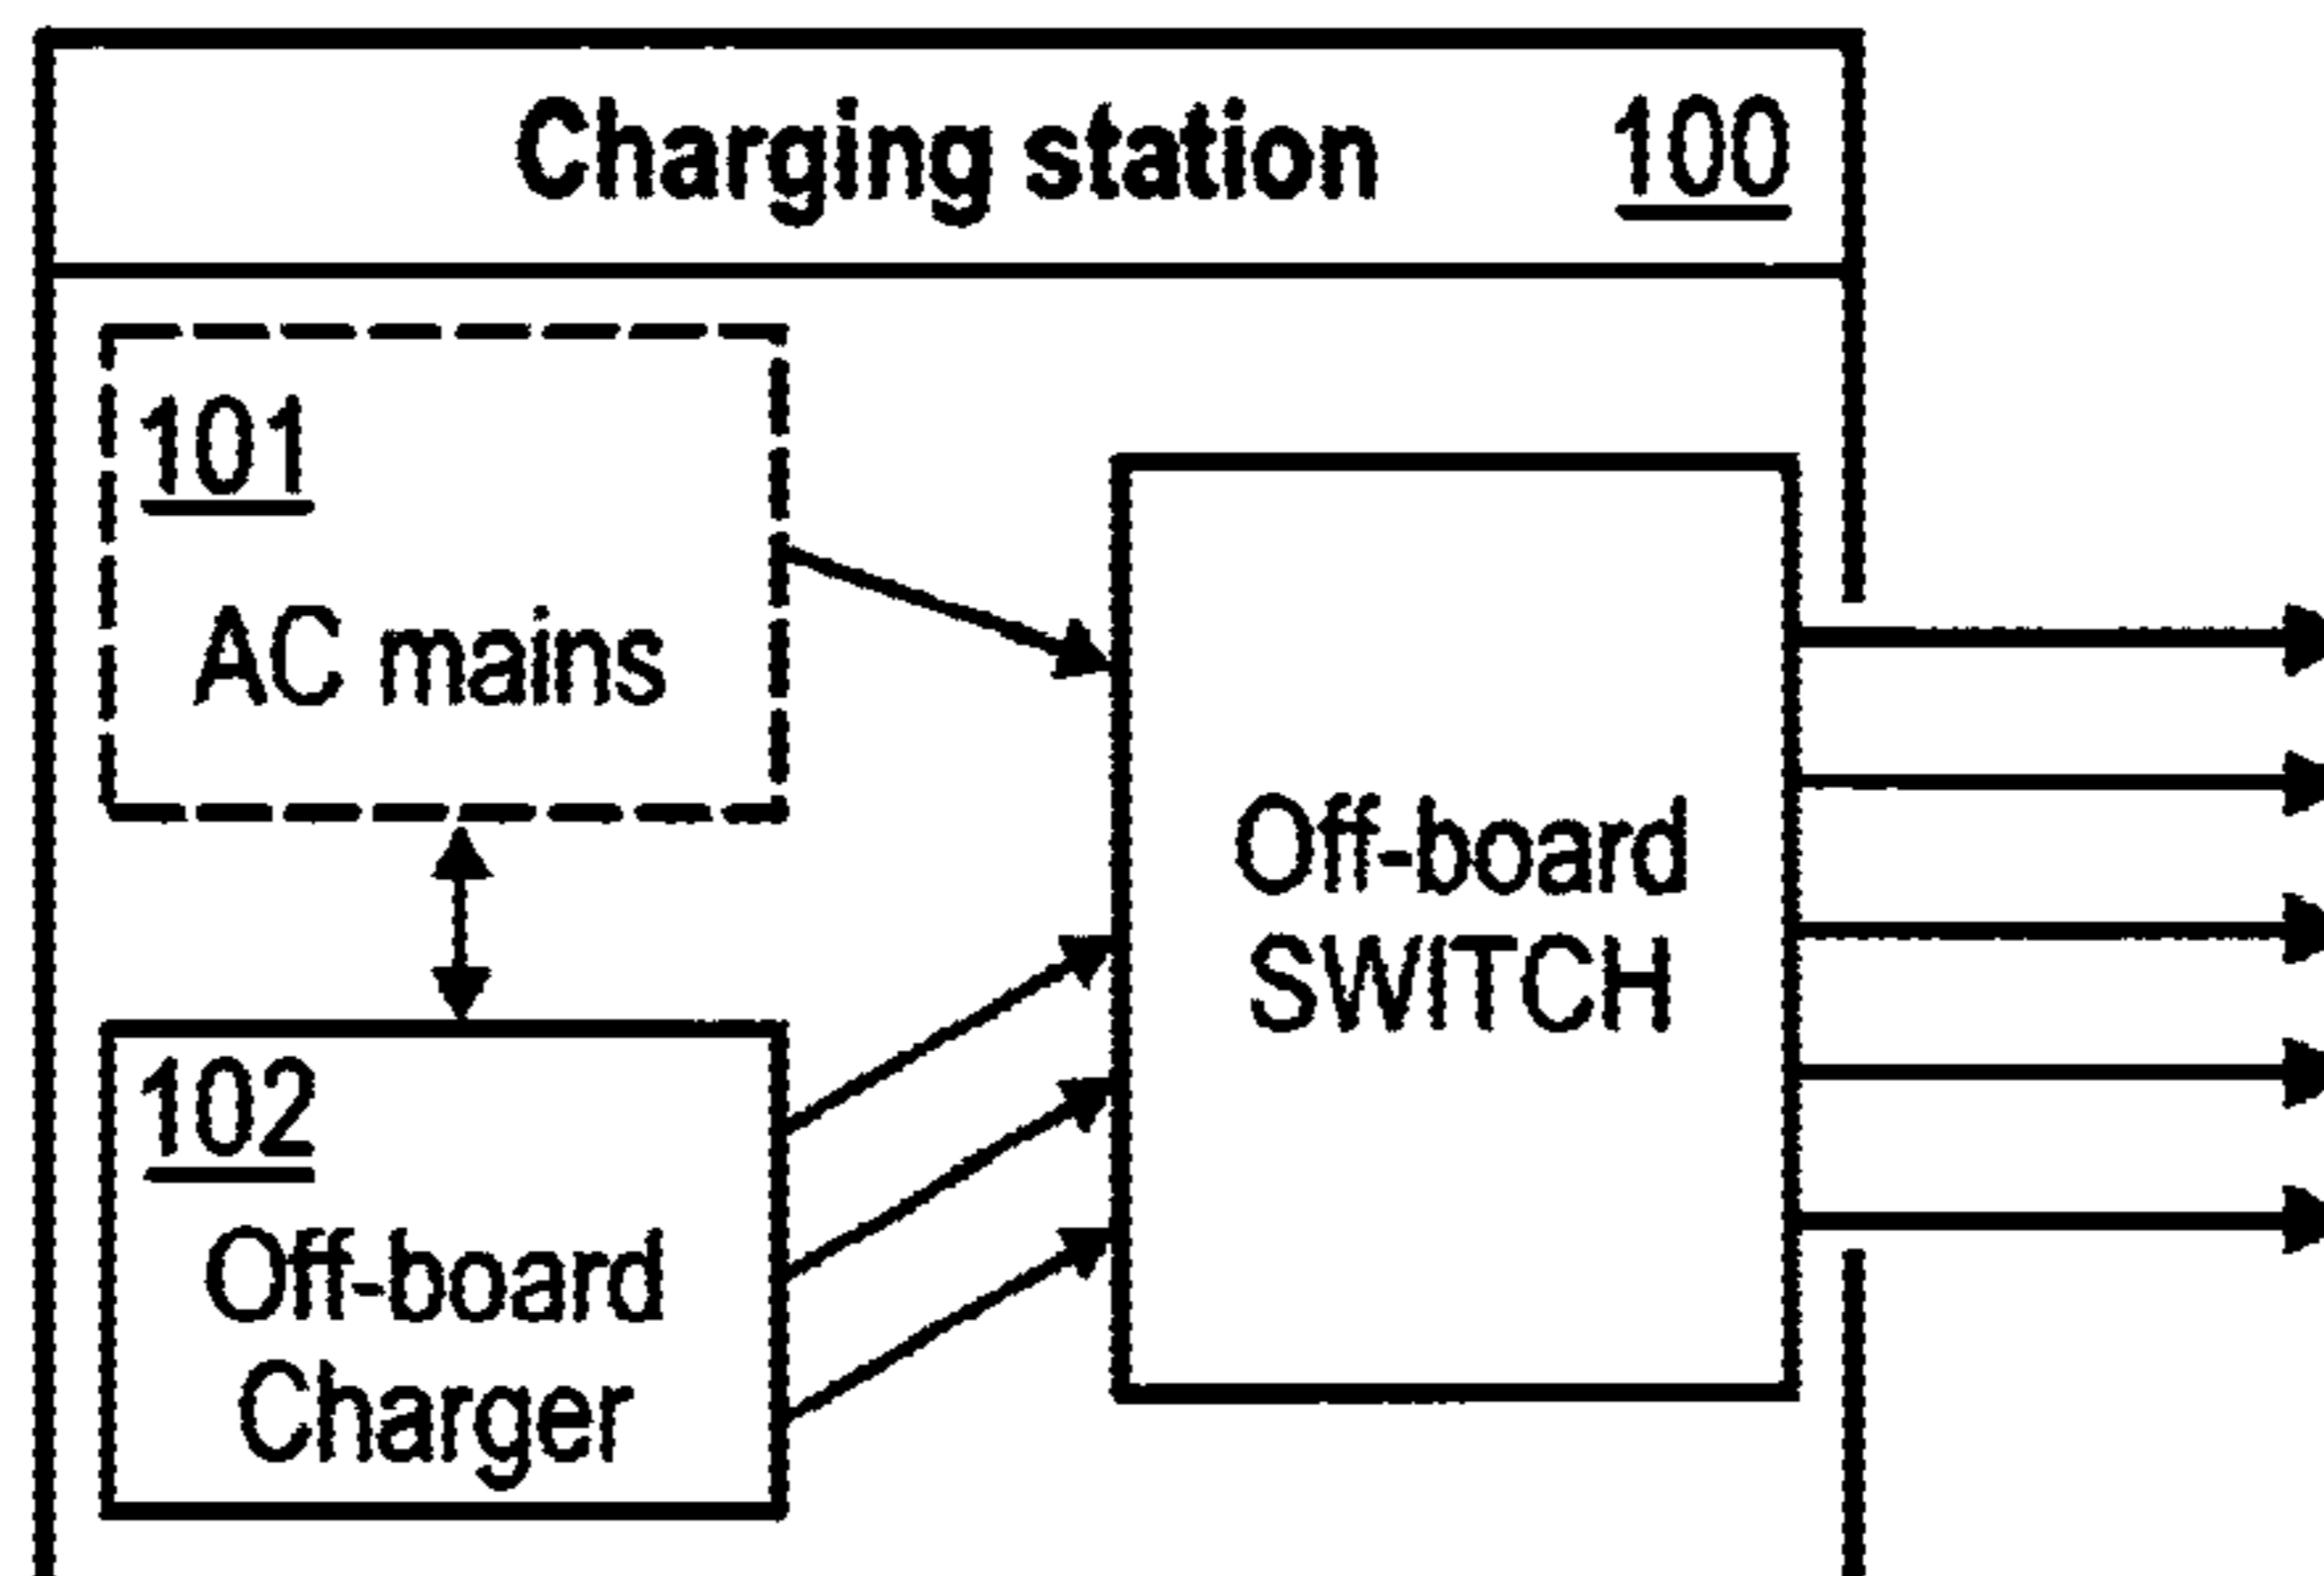 Charging station 100
101
AC mains
Off-board
SWITCH
102
Off-board
Charger